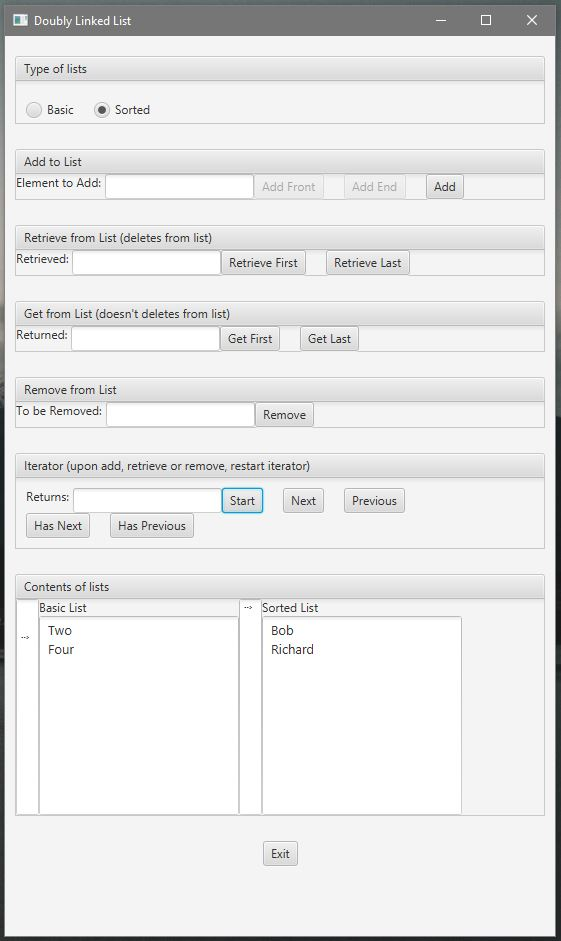 Doubly Linked List
Type of lists
Basic Sorted
Add to List
Element to Add: Add Front Add End Add
Retrieve from List (deletes from list)
Retrieved: Retrieve First Retrieve Last
Get from List (doesn't deletes from list)
Returned: Get First Get Last
Remove from List
To be Removed: Remove
Iterator (upon add, retrieve or remove, restart iterator)
Returns: Start Next Previous
Has Next Has Previous
Contents of lists
Basic List Sorted List
Two Bob
Four Richard
Exit